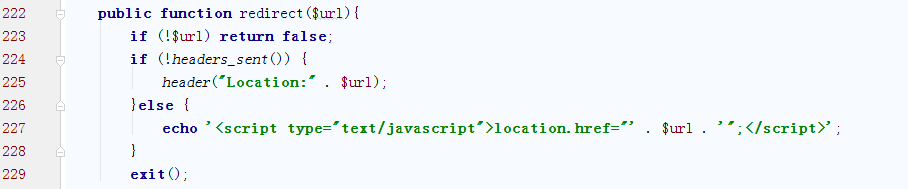 222 public function redirect($url){
223 if (!$url) return false;
224 if (!headers_sent()) {
225 header("Location:" . $url);
226 }else {
227 echo '<script type="text/javascript">location.href="' . $url . '";</script>';
228 }
229 exit();